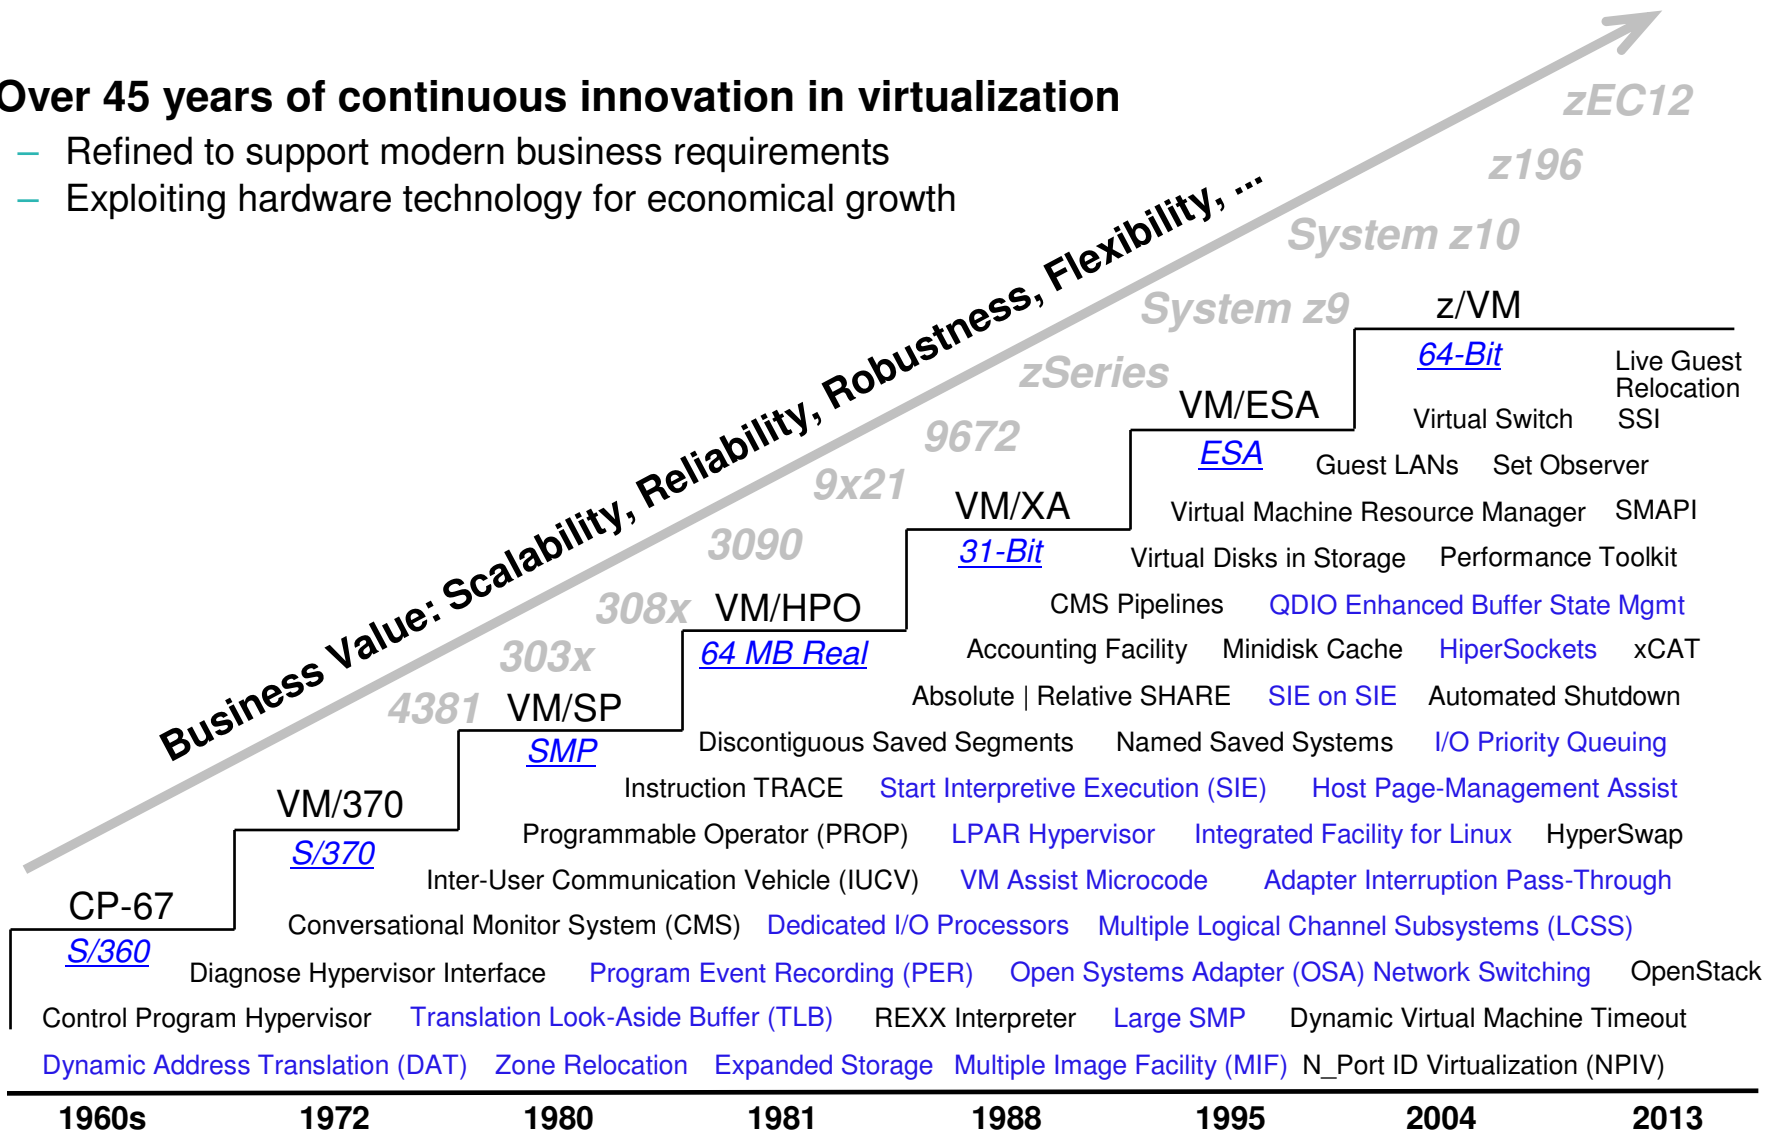 Over 45 years of continuous innovation in virtualization
– Refined to support modern business requirements
– Exploiting hardware technology for economical growth
Business Value: Scalability, Reliability, Robustness, Flexibility, ...
zEC12
z196
System z10
System z9
zSeries
9672
9x21
3090
308x
303x
4381
z/VM
64-Bit
Live Guest
Relocation
VM/ESA
Virtual Switch SSI
ESA
Guest LANs Set Observer
VM/XA
Virtual Machine Resource Manager SMAPI
31-Bit
Virtual Disks in Storage Performance Toolkit
VM/HPO
CMS Pipelines QDIO Enhanced Buffer State Mgmt
64 MB Real
Accounting Facility Minidisk Cache HiperSockets xCAT
VM/SP
Absolute | Relative SHARE SIE on SIE Automated Shutdown
SMP
Discontiguous Saved Segments Named Saved Systems I/O Priority Queuing
Instruction TRACE Start Interpretive Execution (SIE) Host Page-Management Assist
VM/370
Programmable Operator (PROP) LPAR Hypervisor Integrated Facility for Linux HyperSwap
S/370
Inter-User Communication Vehicle (IUCV) VM Assist Microcode Adapter Interruption Pass-Through
CP-67
Conversational Monitor System (CMS) Dedicated I/O Processors Multiple Logical Channel Subsystems (LCSS)
S/360
Diagnose Hypervisor Interface Program Event Recording (PER) Open Systems Adapter (OSA) Network Switching OpenStack
Control Program Hypervisor Translation Look-Aside Buffer (TLB) REXX Interpreter Large SMP Dynamic Virtual Machine Timeout
Dynamic Address Translation (DAT) Zone Relocation Expanded Storage Multiple Image Facility (MIF) N_Port ID Virtualization (NPIV)
1960s 1972 1980 1981 1988 1995 2004 2013